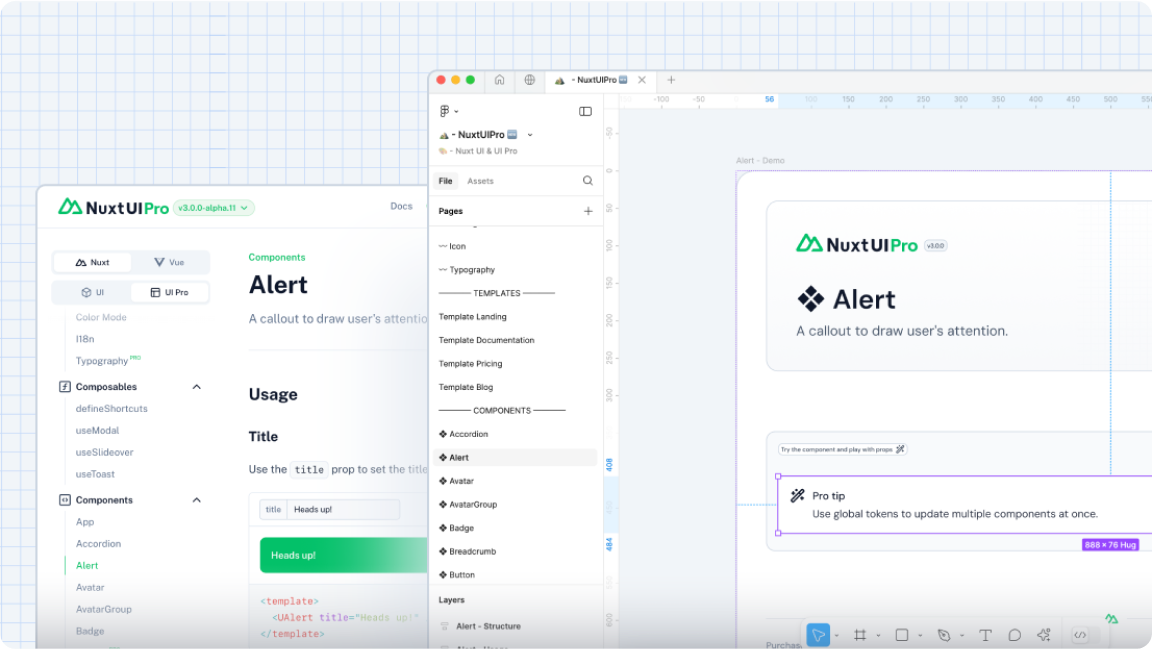 NuxtUIPro v3.0.0-alpha.11
Docs
Nuxt
Vue
UI
UI Pro
Color Mode
I18n
Typography PRO
Composables
defineShortcuts
useModal
useSlideover
useToast
Components
App
Accordion
Alert
Avatar
AvatarGroup
Badge
Components
Alert
A callout to draw user's attentio
Usage
Title
Use the title prop to set the title
title Heads up!
Heads up!
<template>
<UAlert title="Heads up!"
</template>
- NuxtUIPro
- NuxtUIPro
- Nuxt UI & UI Pro
File Assets
Pages
Icon
Typography
TEMPLATES
Template Landing
Template Documentation
Template Pricing
Template Blog
COMPONENTS
Accordion
Alert
Avatar
AvatarGroup
Badge
Breadcrumb
Button
Layers
Alert - Structure
-100 -50 56 100 150 200 250 300 350 400 450 500
-50
0
50
100
150
200
250
300
408
484
600
Alert - Demo
NuxtUIPro v3.0.0
Alert
A callout to draw user's attention.
Try the component and play with props
Pro tip
Use global tokens to update multiple components at once.
888 × 76 Hug
Purchas